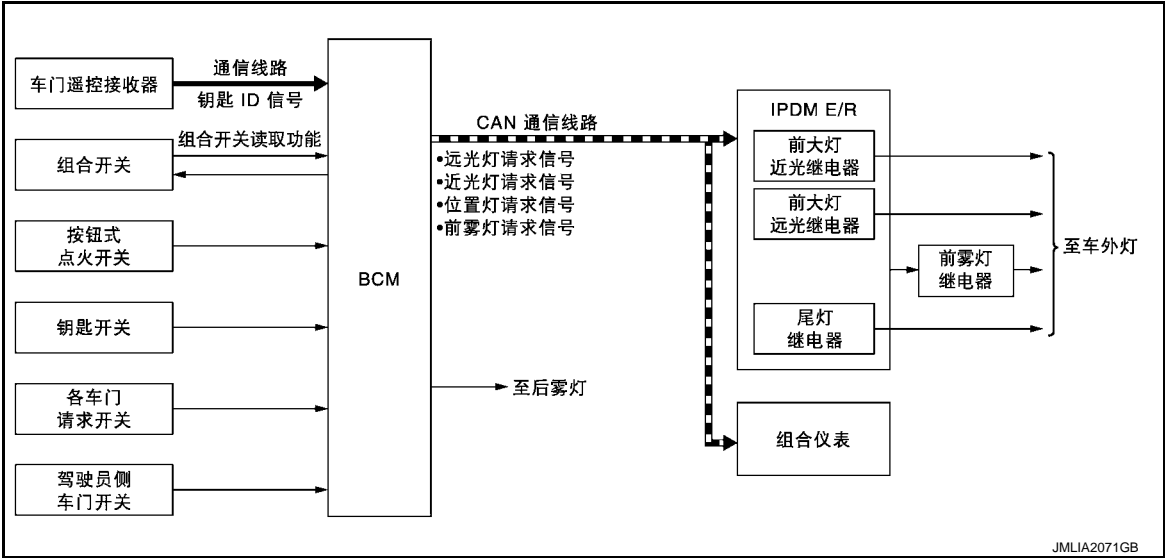 车门遥控接收器
通信线路
钥匙 ID 信号
组合开关
组合开关读取功能
按钮式
点火开关
钥匙开关
各车门
请求开关
驾驶员侧
车门开关
BCM
CAN 通信线路
•远光灯请求信号
•近光灯请求信号
•位置灯请求信号
•前雾灯请求信号
至后雾灯
IPDM E/R
前大灯
近光继电器
前大灯
远光继电器
尾灯
继电器
前雾灯
继电器
至车外灯
组合仪表
JMLIA2071GB